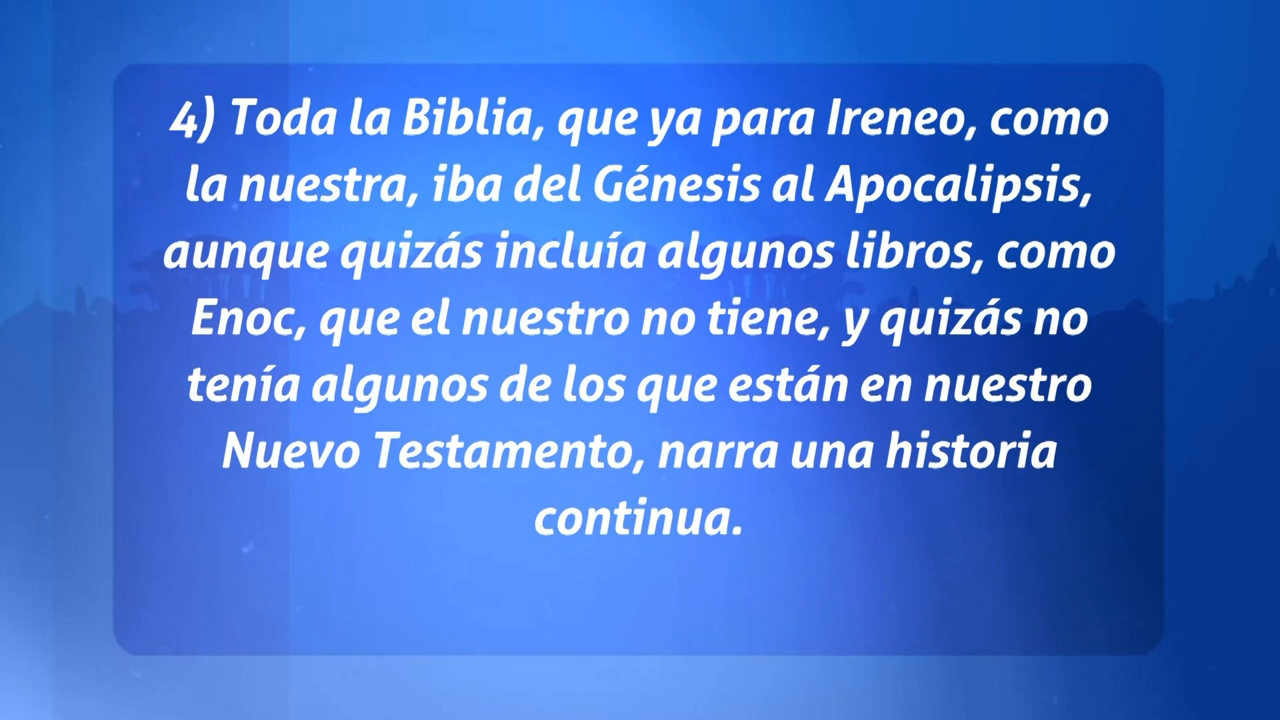 4) Toda la Biblia, que ya para Ireneo, como
la nuestra, iba del Génesis al Apocalipsis,
aunque quizás incluía algunos libros, como
Enoc, que el nuestro no tiene, y quizás no
tenía algunos de los que están en nuestro
Nuevo Testamento, narra una historia
continua.